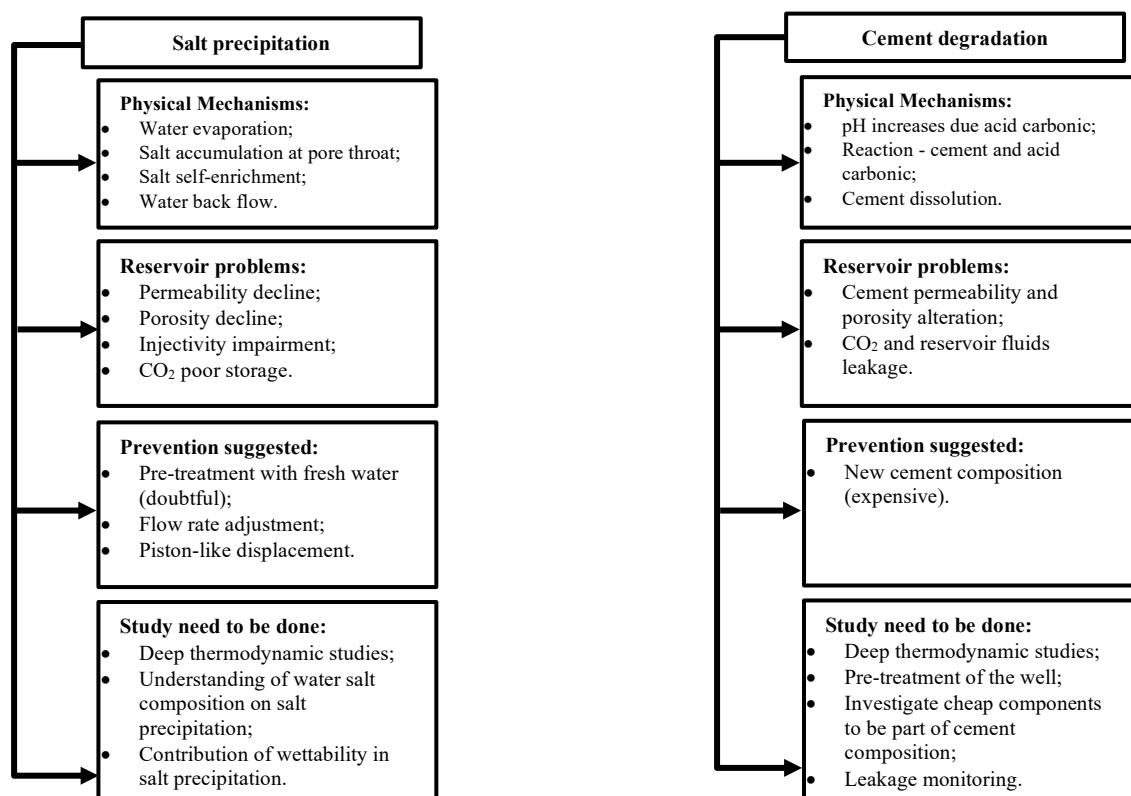 Salt precipitation
Physical Mechanisms:
• Water evaporation;
• Salt accumulation at pore throat;
• Salt self-enrichment;
• Water back flow.
Reservoir problems:
• Permeability decline;
• Porosity decline;
• Injectivity impairment;
• CO₂ poor storage.
Prevention suggested:
• Pre-treatment with fresh water
(doubtful);
• Flow rate adjustment;
• Piston-like displacement.
Study need to be done:
• Deep thermodynamic studies;
• Understanding of water salt
composition on salt
precipitation;
• Contribution of wettability in
salt precipitation.
Cement degradation
Physical Mechanisms:
• pH increases due acid carbonic;
• Reaction - cement and acid
carbonic;
• Cement dissolution.
Reservoir problems:
• Cement permeability and
porosity alteration;
• CO₂ and reservoir fluids
leakage.
Prevention suggested:
• New cement composition
(expensive).
Study need to be done:
• Deep thermodynamic studies;
• Pre-treatment of the well;
• Investigate cheap components
to be part of cement
composition;
• Leakage monitoring.